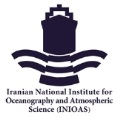 Iranian National Institute for
Oceanography and Atmospheric
Science (INIOAS)